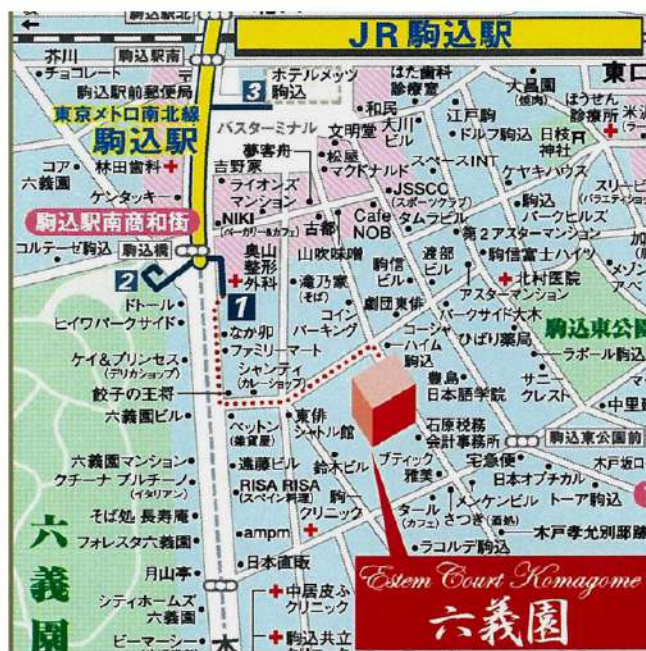 駒込駅北
JR駒込駅
芥川
チョコレート
駒込駅南
駒込駅前郵便局
東京メトロ南北線
駒込駅
3
ホテルメッツ
駒込
バスターミナル
はた歯科
診療室
大昌園
(焼肉)
東口
ほうせん
診療所
和民
大川
ビル
江戸駒
ドルフ駒込
日枝
神社
文明堂
夢客舟
松屋
マクドナルド
スペースINT
ケヤキハウス
コア
六義園
林田歯科
吉野家
ライオンズ
マンション
ケンタッキー
JSSCC
(スポーツクラブ)
タムラビル
駒込
パークヒルズ
駒込駅南商和街
NIKI
(ベーカリー&カフェ)
古都
Cafe
NOB
第2アスターマンション
コルテーゼ駒込
駒込橋
奥山
整形
外科
山吹味噌
駒信
ビル
渡部
ビル
駒信富士ハイツ
2
1
滝乃家
(そば)
北村医院
アスターマンション
メゾン
アベ
ドトール
ヒイワパークサイド
なか卯
ファミリーマート
コイン
パーキング
劇団東俳
パークサイド大木
コーシャ
ハイム
駒込
ひばり薬局
駒込東公園
ラポール駒込
ケイ&プリンセス
(デリカショップ)
シャンティ
(カレーショップ)
餃子の王将
豊島
日本語学院
サニー
クレスト
六義園ビル
ペットン
(雑貨屋)
東俳
シャトル館
石原税務
会計事務所
駒込東公園前
六義園マンション
遠藤ビル
鈴木ビル
ブティック
雅美
宅急便
木戸坂口
クチーナ プルチーノ
(イタリアン)
RISA RISA
(スペイン料理)
駒
クリニック
日本オプチカル
メンケンビル
トーア駒込
そば処 長寿庵
タール
(カフェ)
さつき(酒処)
ampm
木戸孝允別邸跡
フォレスタ六義園
ラコルデ駒込
月山亭
日本直販
六義園
シティホームズ
六義園
中居皮ふ
クリニック
Estem Court Komagome
六義園
ビーマーシー
駒込共立